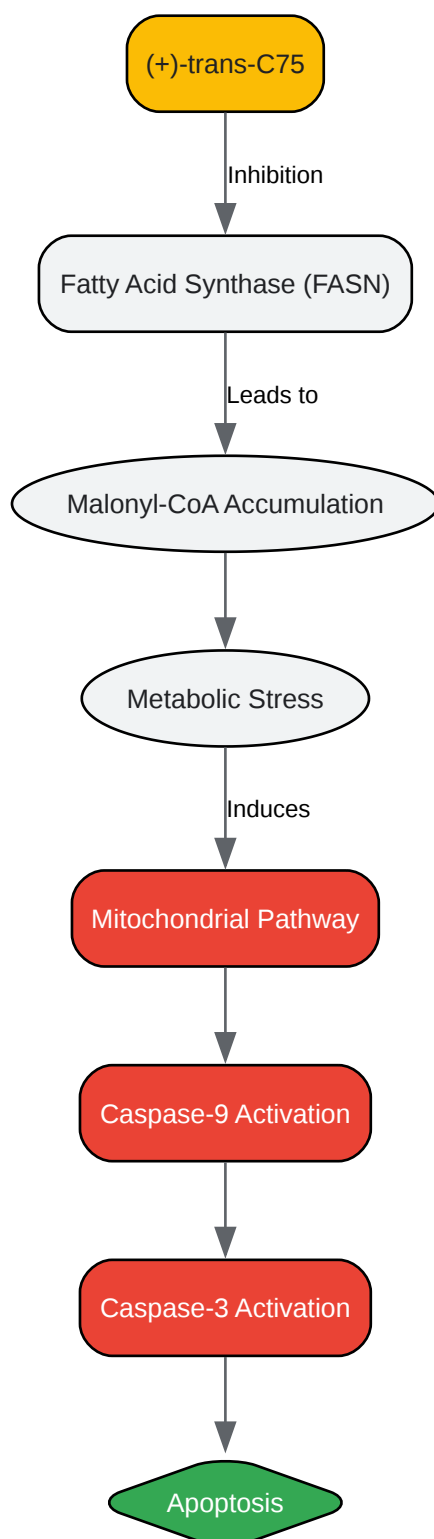 (+)-trans-C75
Inhibition
Fatty Acid Synthase (FASN)
Leads to
Malonyl-CoA Accumulation
Metabolic Stress
Induces
Mitochondrial Pathway
Caspase-9 Activation
Caspase-3 Activation
Apoptosis